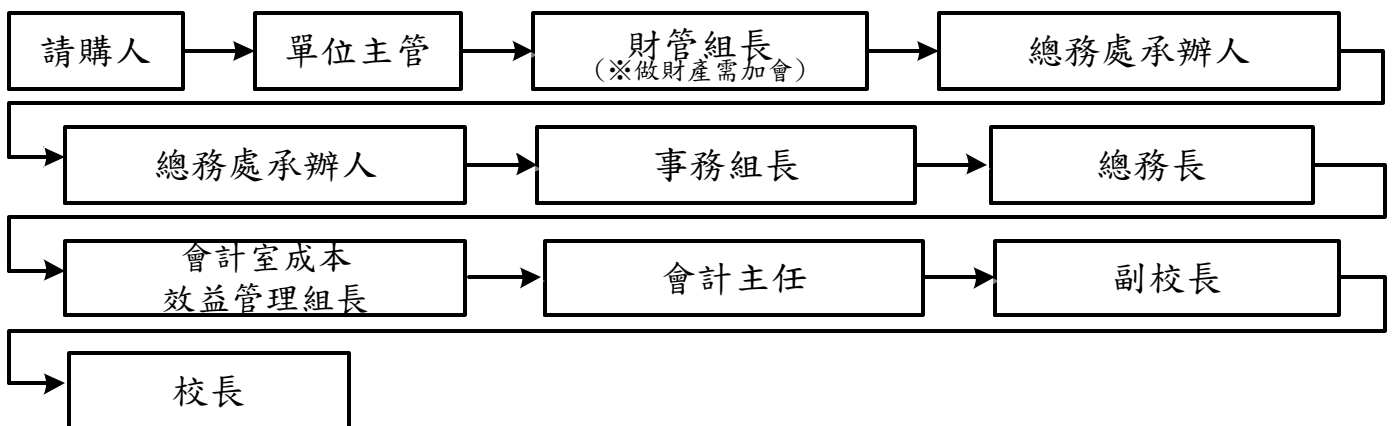 請購人
單位主管
財管組長
(※做財產需加會)
總務處承辦人
總務處承辦人
事務組長
總務長
會計室成本
效益管理組長
會計主任
副校長
校長